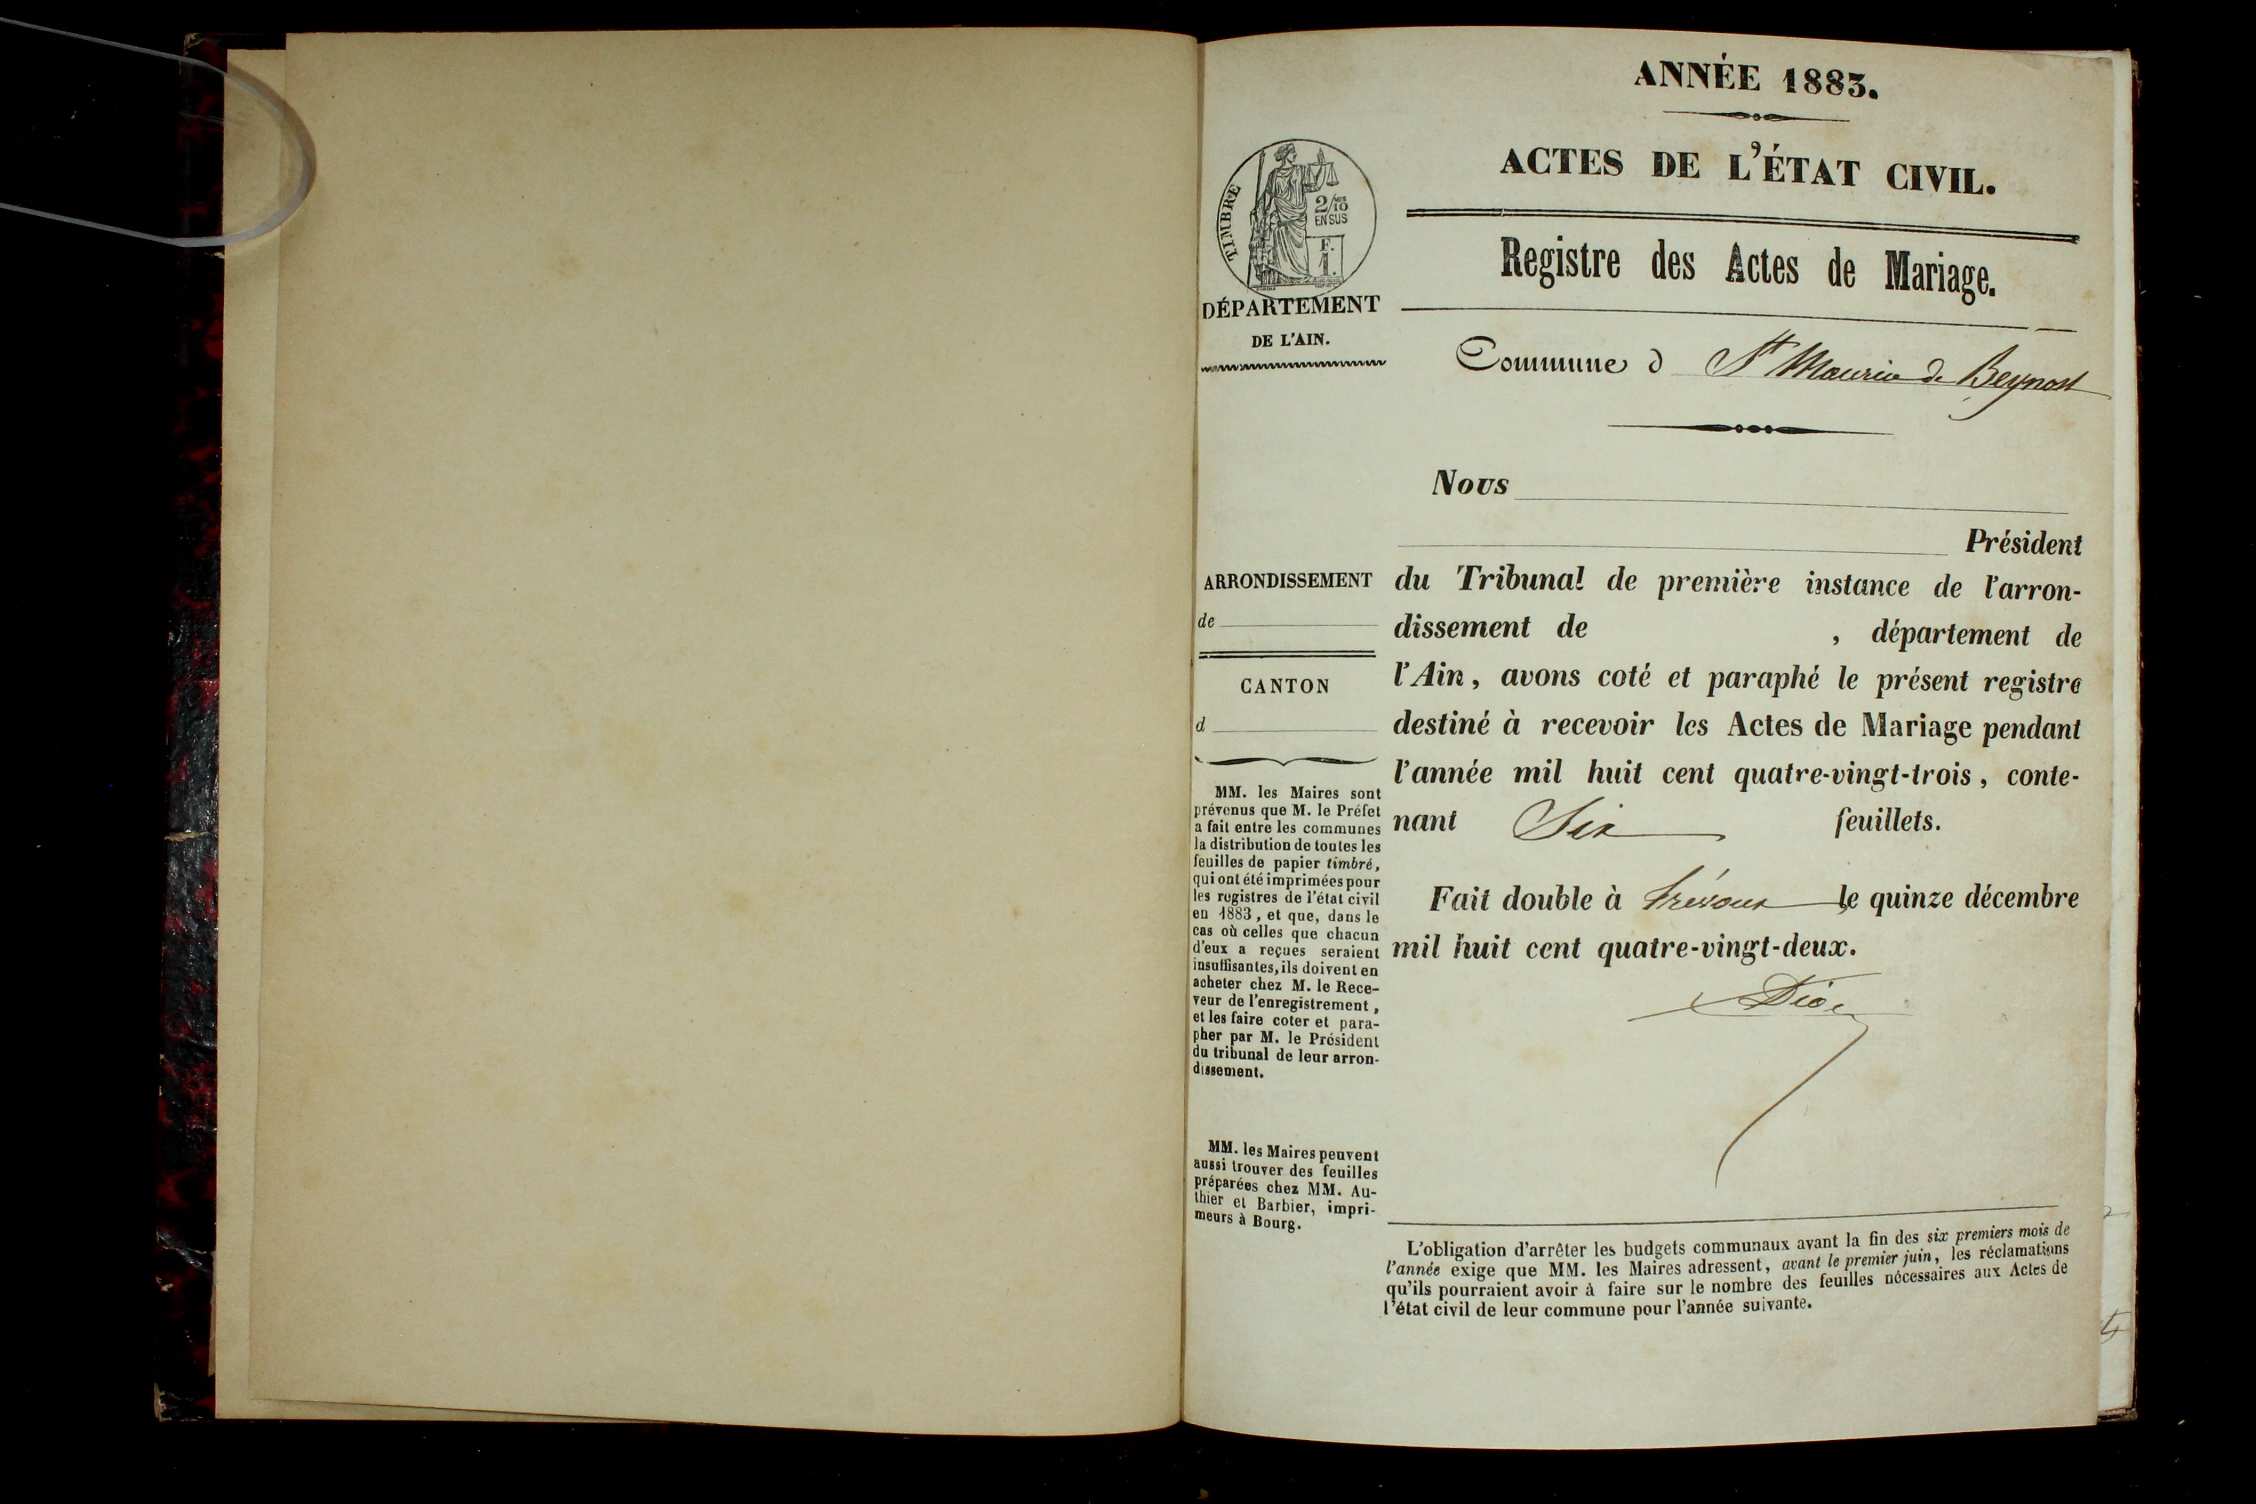 ANNÉE 1883.
ACTES DE L'ÉTAT CIVIL.
Registre des Actes de Mariage.
TIMBRE
2/10
EN SUS
F.
1.
DÉPARTEMENT
DE L'AIN.
Commune d St Maurice de Beynost
Nous
Président
ARRONDISSEMENT
de
CANTON
d
du Tribunal de première instance de l'arron-
dissement de , département de
l'Ain, avons coté et paraphé le présent registre
destiné à recevoir les Actes de Mariage pendant
l'année mil huit cent quatre-vingt-trois, conte-
nant Six feuillets.
Fait double à Trévoux le quinze décembre
mil huit cent quatre-vingt-deux.
MM. les Maires sont
prévenus que M. le Préfet
a fait entre les communes
la distribution de toutes les
feuilles de papier timbré,
qui ont été imprimées pour
les registres de l'état civil
en 1883, et que, dans le
cas où celles que chacun
d'eux a reçues seraient
insuffisantes, ils doivent en
acheter chez M. le Rece-
veur de l'enregistrement,
et les faire coter et para-
pher par M. le Président
du tribunal de leur arron-
dissement.
MM. les Maires peuvent
aussi trouver des feuilles
préparées chez MM. Au-
thier et Barbier, impri-
meurs à Bourg.
L'obligation d'arrêter les budgets communaux avant la fin des six premiers mois de
l'année exige que MM. les Maires adressent, avant le premier juin, les réclamations
qu'ils pourraient avoir à faire sur le nombre des feuilles nécessaires aux Actes de
l'état civil de leur commune pour l'année suivante.